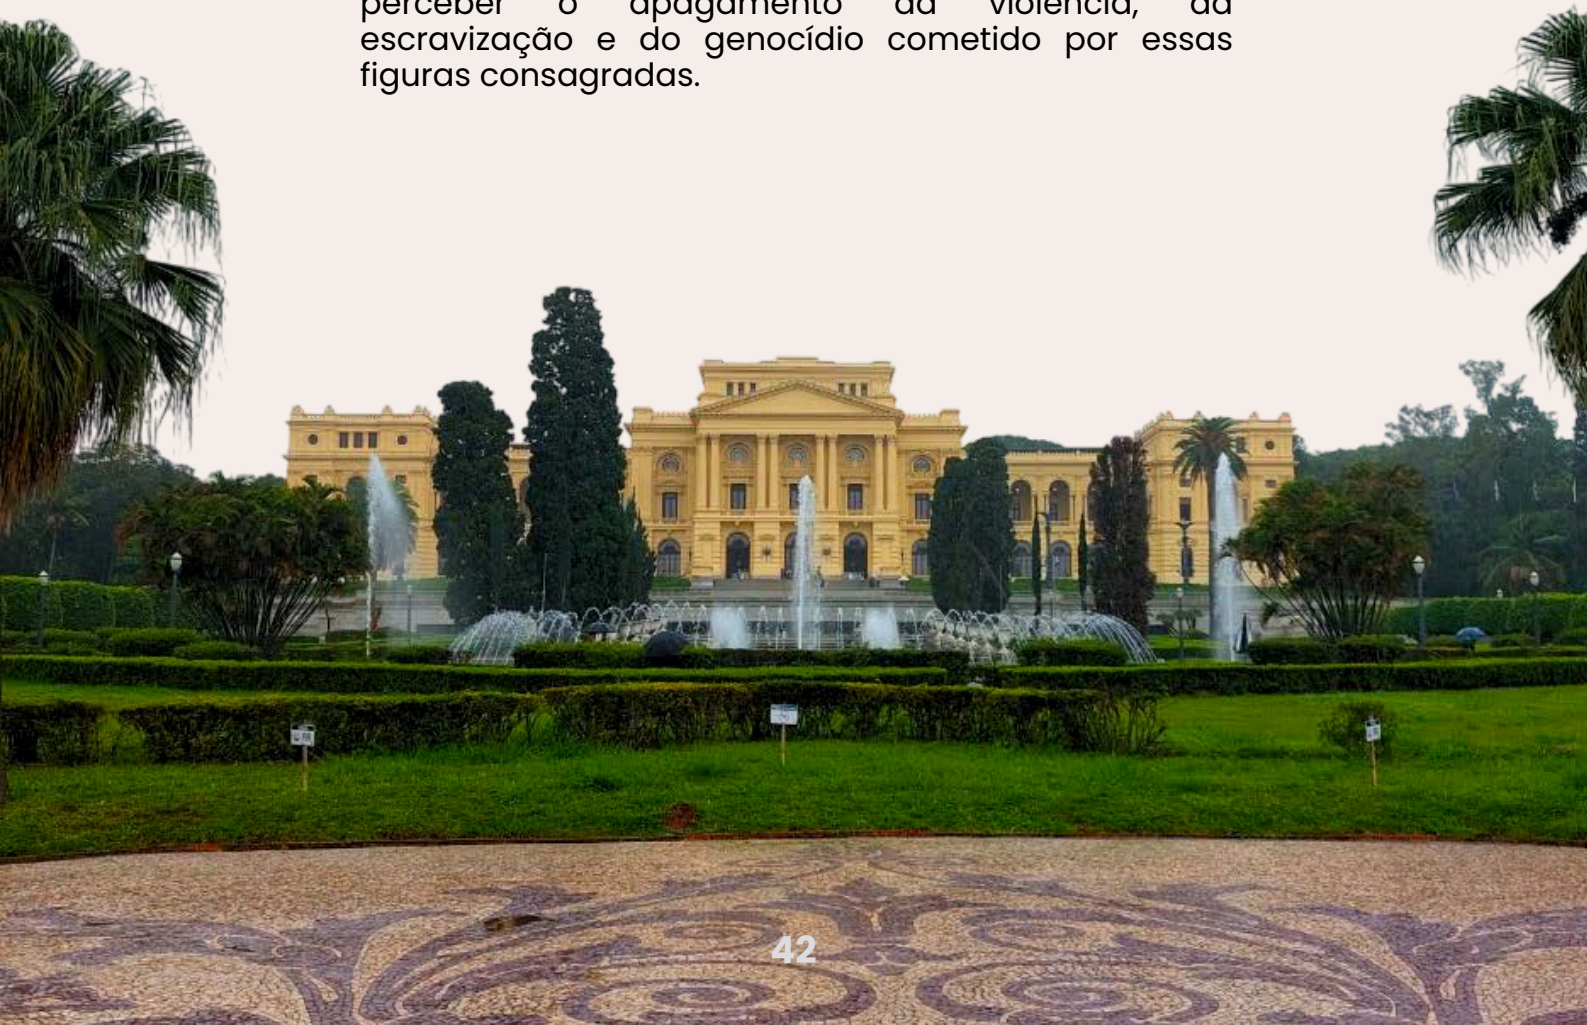 perceber o apagamento da violência, da
escravização e do genocídio cometido por essas
figuras consagradas.
42